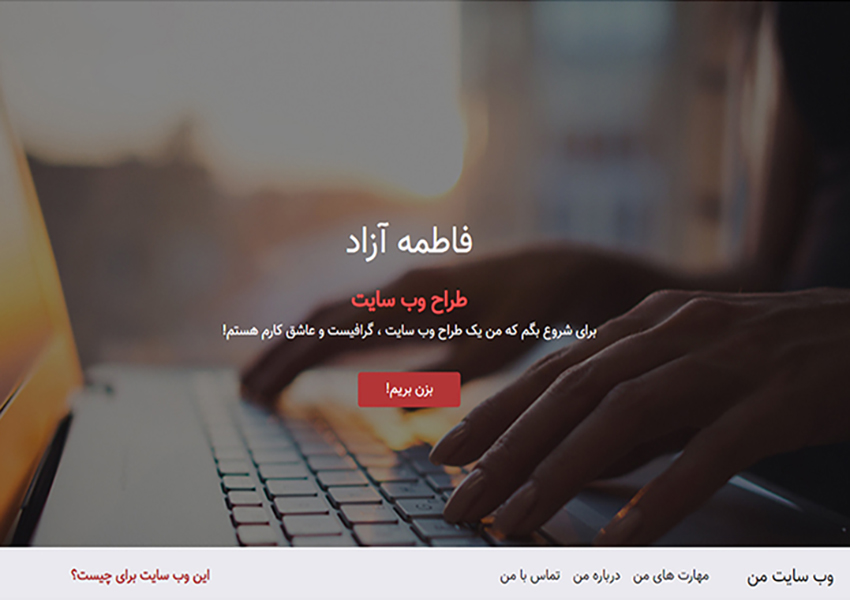 فاطمه آزاد
طراح وب سایت
برای شروع بگم که من یک طراح وب سایت ، گرافیست و عاشق کارم هستم!
بزن بریم!
وب سایت من مهارت های من درباره من تماس با من این وب سایت برای چیست؟